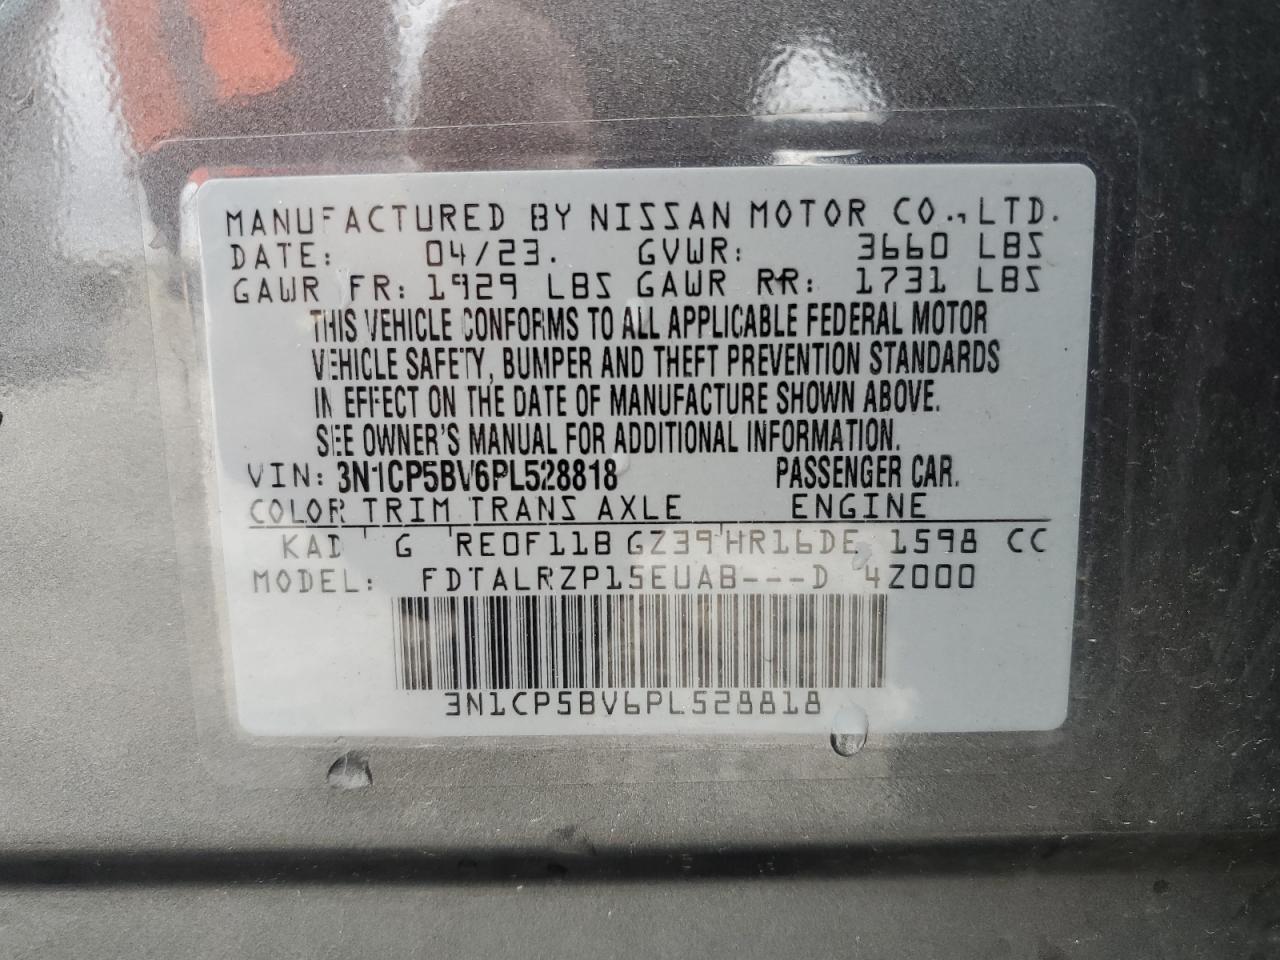 MANUFACTURED BY NISSAN MOTOR CO., LTD.
DATE: 04/23. GVWR: 3660 LBS
GAWR FR: 1929 LBS GAWR RR: 1731 LBS
THIS VEHICLE CONFORMS TO ALL APPLICABLE FEDERAL MOTOR
VEHICLE SAFETY, BUMPER AND THEFT PREVENTION STANDARDS
IN EFFECT ON THE DATE OF MANUFACTURE SHOWN ABOVE.
SEE OWNER'S MANUAL FOR ADDITIONAL INFORMATION.
VIN: 3N1CP5BV6PL528818 PASSENGER CAR.
COLOR TRIM TRANS AXLE ENGINE
KAD G RE0F11B GZ39 HR16DE 1598 CC
MODEL: FDTALRZP15EUAB---D 4Z000
3N1CP5BV6PL528818